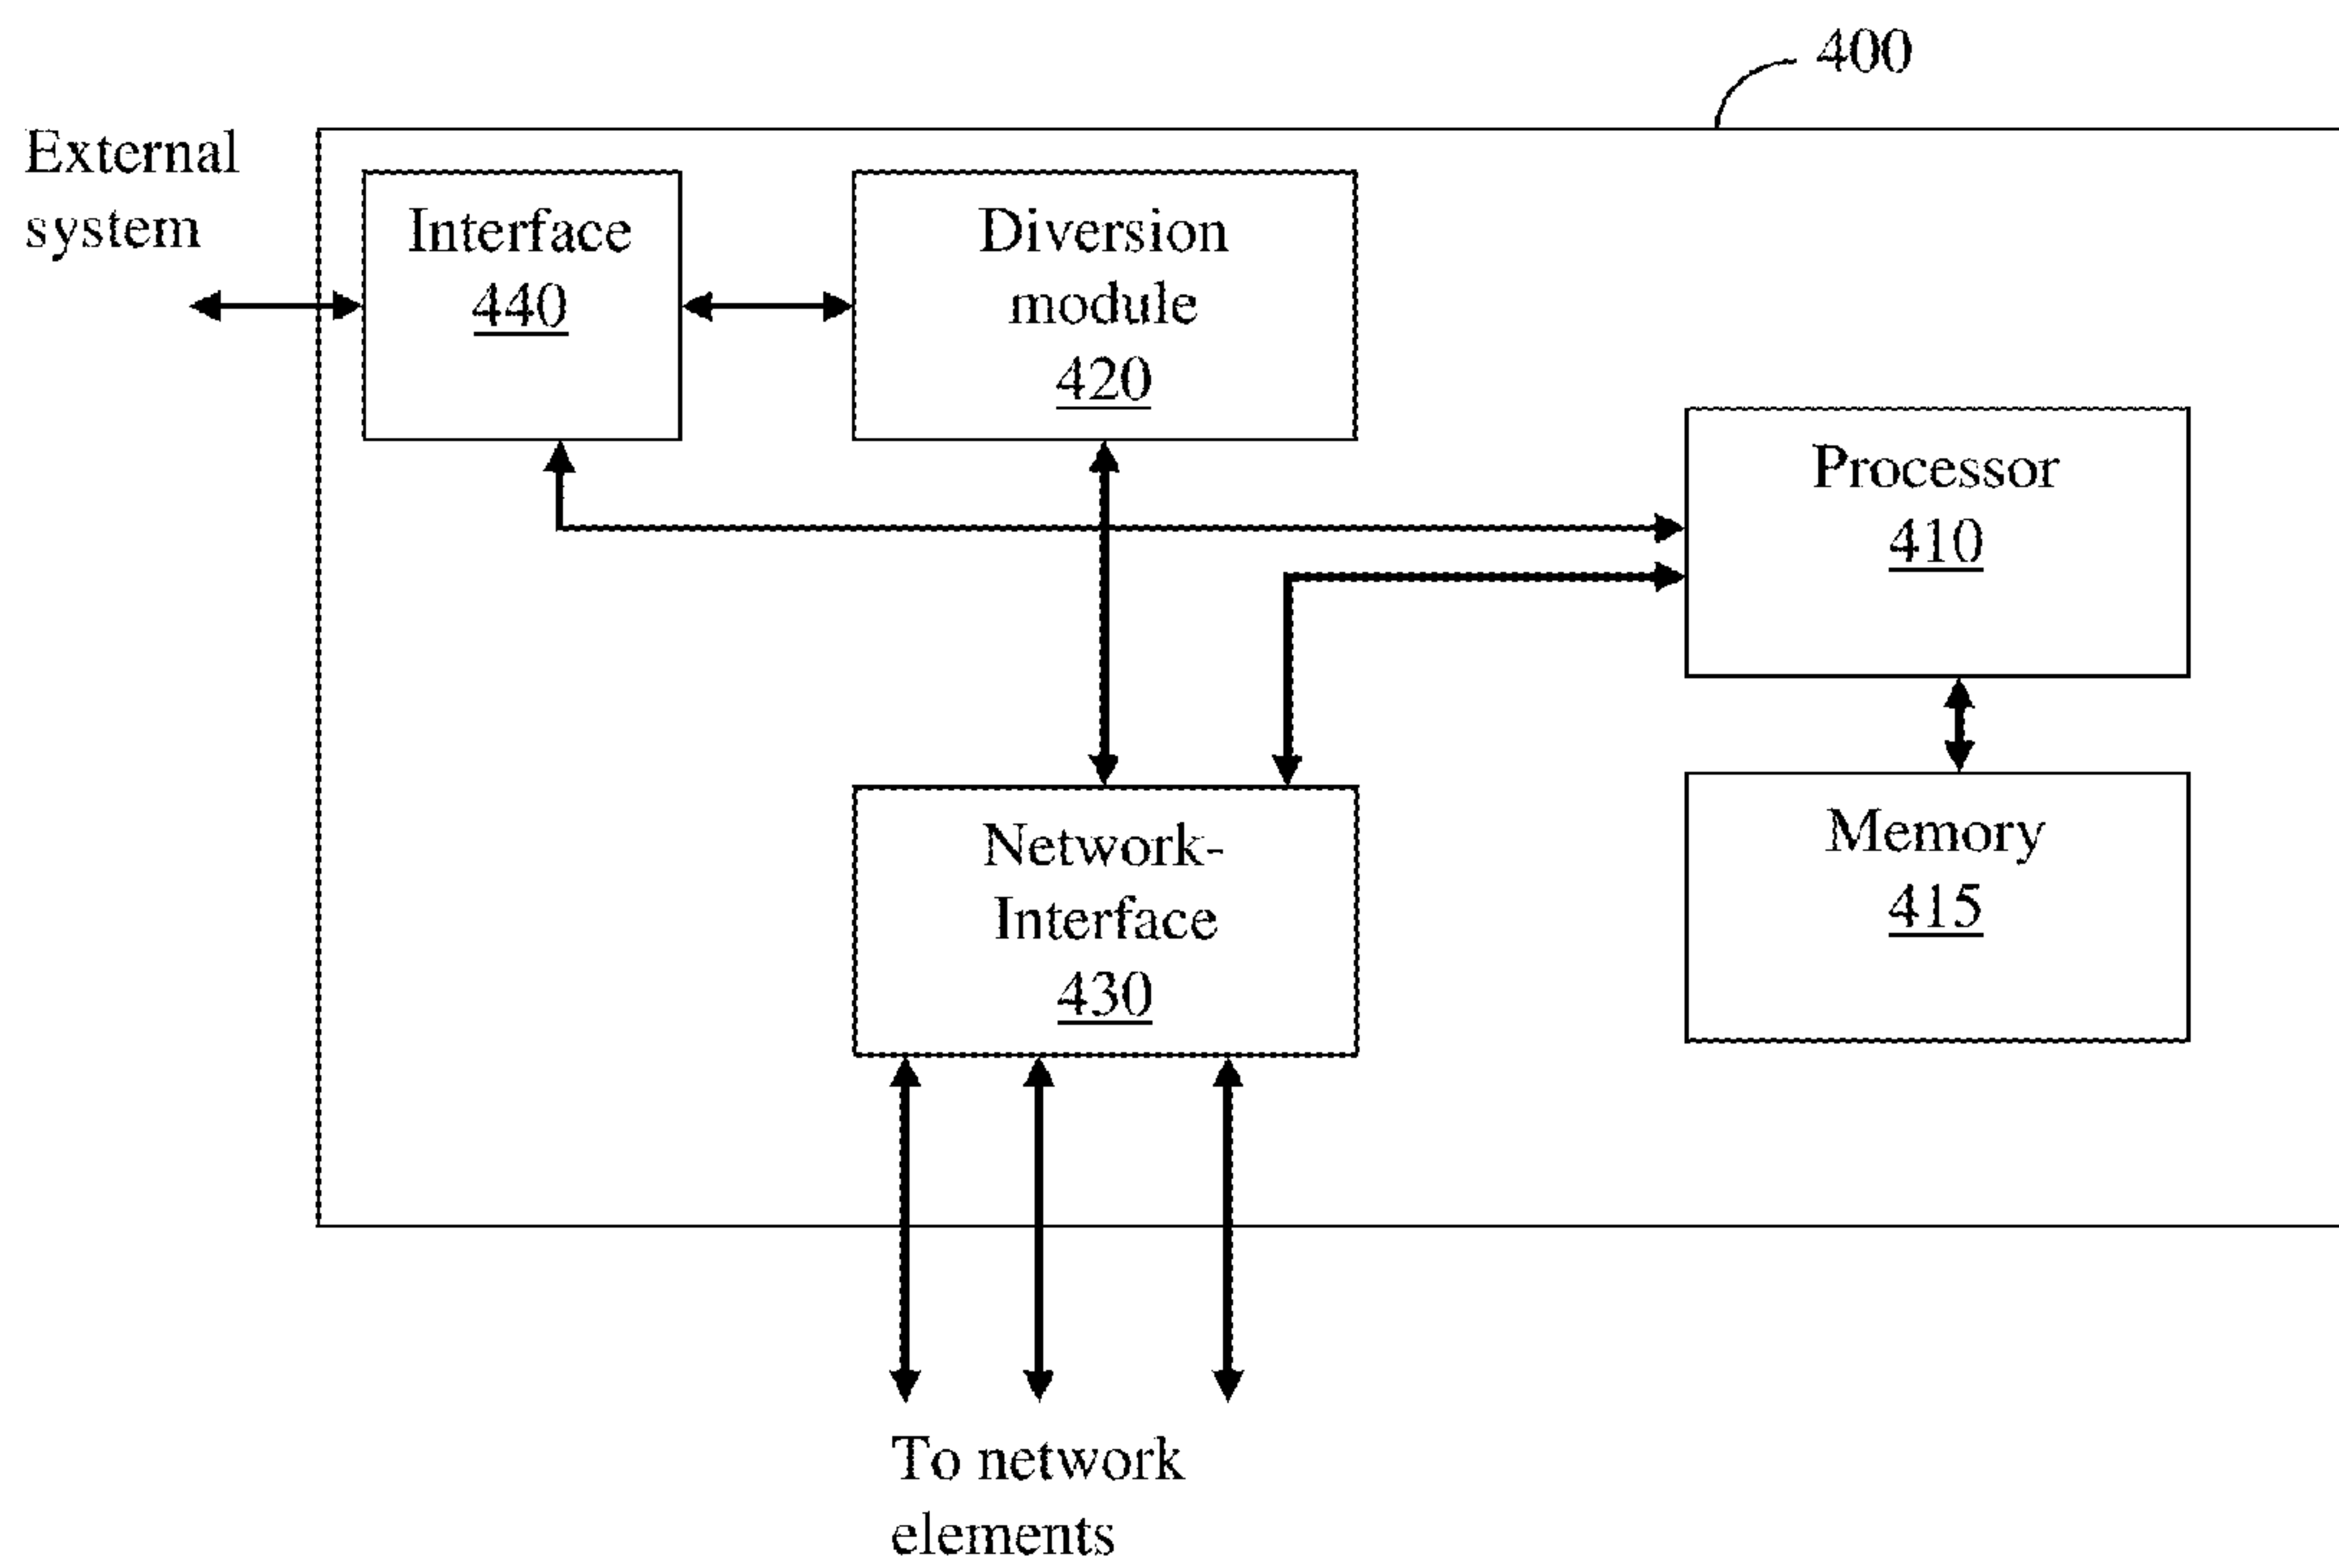 400
External
system
Interface
440
Diversion
module
420
Processor
410
Memory
415
Network-
Interface
430
To network
elements